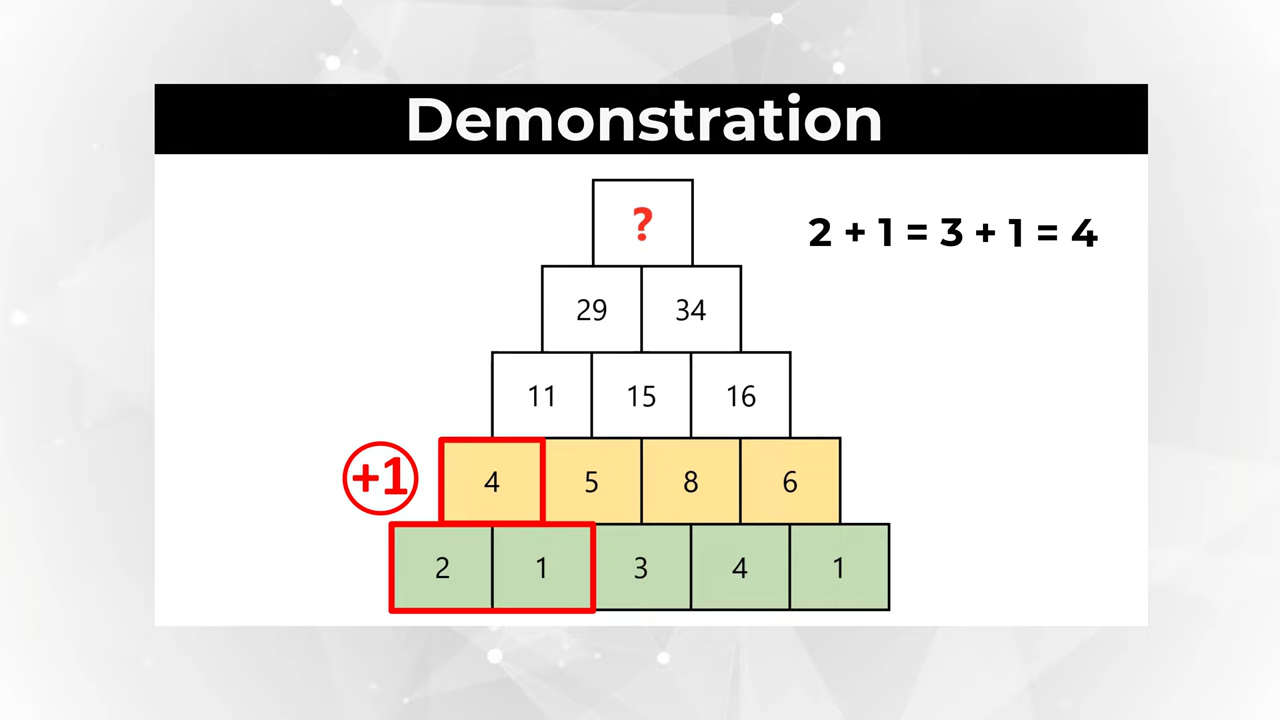 Demonstration
?
2 + 1 = 3 + 1 = 4
29 34
11 15 16
+1 4 5 8 6
2 1 3 4 1